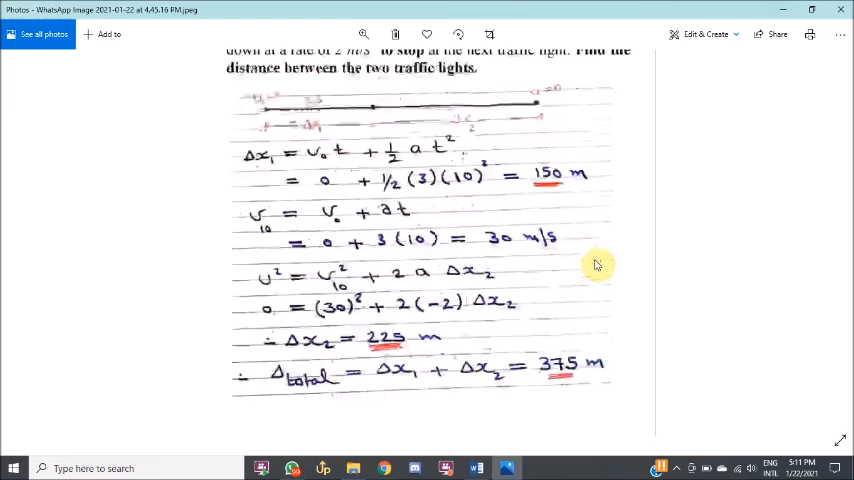 Photos - WhatsApp Image 2021-01-22 at 4.45.16 PM.jpeg
See all photos + Add to Edit & Create Share
down at a rate of 2 m/s² to stop at the next traffic light. Find the
distance between the two traffic lights.
Δx₁ = v₀ t + 1/2 a t²
= 0 + 1/2 (3)(10)² = 150 m
v₁₀ = v₀ + a t
= 0 + 3 (10) = 30 m/s
v² = v₁₀² + 2 a Δx₂
0 = (30)² + 2 (-2) Δx₂
∴ Δx₂ = 225 m
∴ Δtotal = Δx₁ + Δx₂ = 375 m
Type here to search
ENG 5:11 PM
INTL 1/22/2021